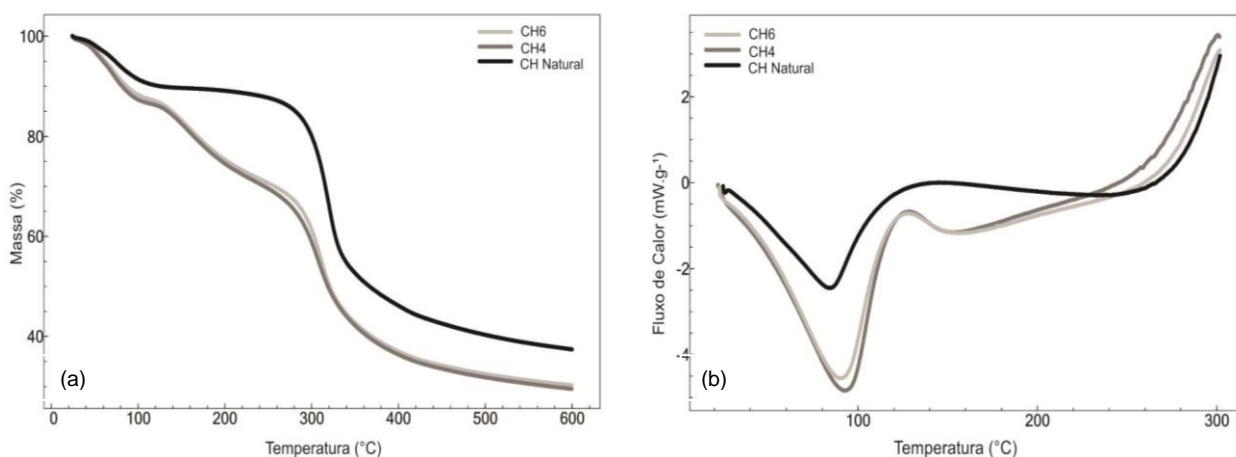 100
80
60
40
Massa (%)
CH6
CH4
CH Natural
(a)
0
100
200
300
400
500
600
Temperatura (°C)
2
0
-2
-4
Fluxo de Calor (mW.g-¹)
CH6
CH4
CH Natural
(b)
100
200
300
Temperatura (°C)